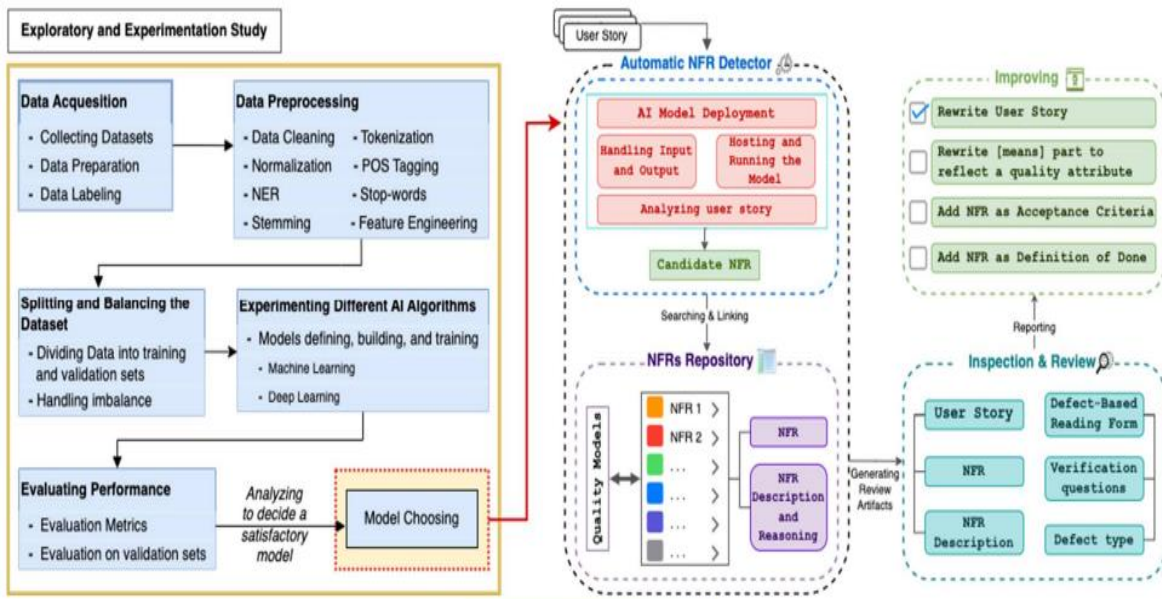 Exploratory and Experimentation Study
Data Acquesition
- Collecting Datasets
- Data Preparation
- Data Labeling
Data Preprocessing
- Data Cleaning
- Normalization
- NER
- Stemming
- Tokenization
- POS Tagging
- Stop-words
- Feature Engineering
Splitting and Balancing the
Dataset
- Dividing Data into training
and validation sets
- Handling imbalance
Experimenting Different AI Algorithms
- Models defining, building, and training
- Machine Learning
- Deep Learning
Evaluating Performance
- Evaluation Metrics
- Evaluation on validation sets
Analyzing
to decide a
satisfactory
model
Model Choosing
User Story
Automatic NFR Detector
AI Model Deployment
Handling Input
and Output
Hosting and
Running the
Model
Analyzing user story
Candidate NFR
Searching & Linking
NFRs Repository
Quality Models
NFR 1
NFR 2
...
...
...
...
NFR
NFR
Description
and
Reasoning
Generating
Review
Artifacts
Improving
Rewrite User Story
Rewrite [means] part to
reflect a quality attribute
Add NFR as Acceptance Criteria
Add NFR as Definition of Done
Reporting
Inspection & Review
User Story
NFR
NFR
Description
Defect-Based
Reading Form
Verification
questions
Defect type